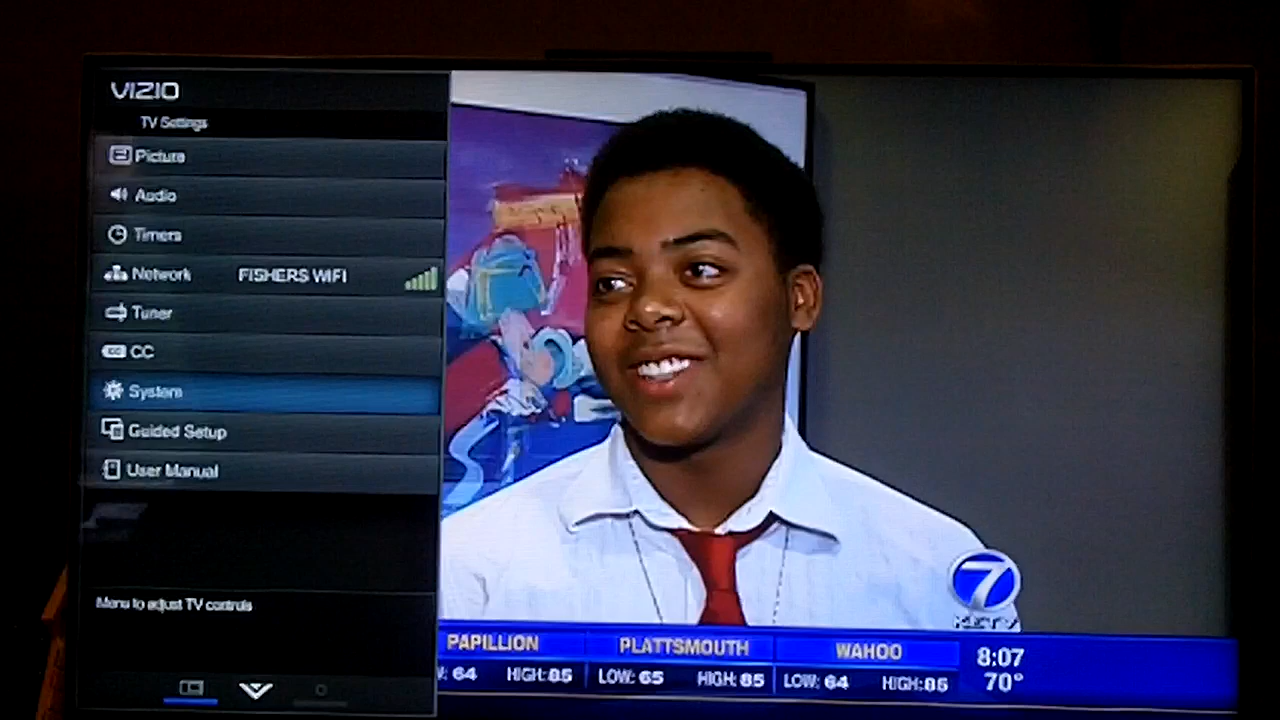 VIZIO
TV Settings
Picture
Audio
Timers
Network FISHERS WIFI
Tuner
CC
System
Guided Setup
User Manual
Menu to adjust TV controls
7
KETV
PAPILLION PLATTSMOUTH WAHOO
64 HIGH:85 LOW: 65 HIGH: 85 LOW: 64 HIGH:85
8:07
70°